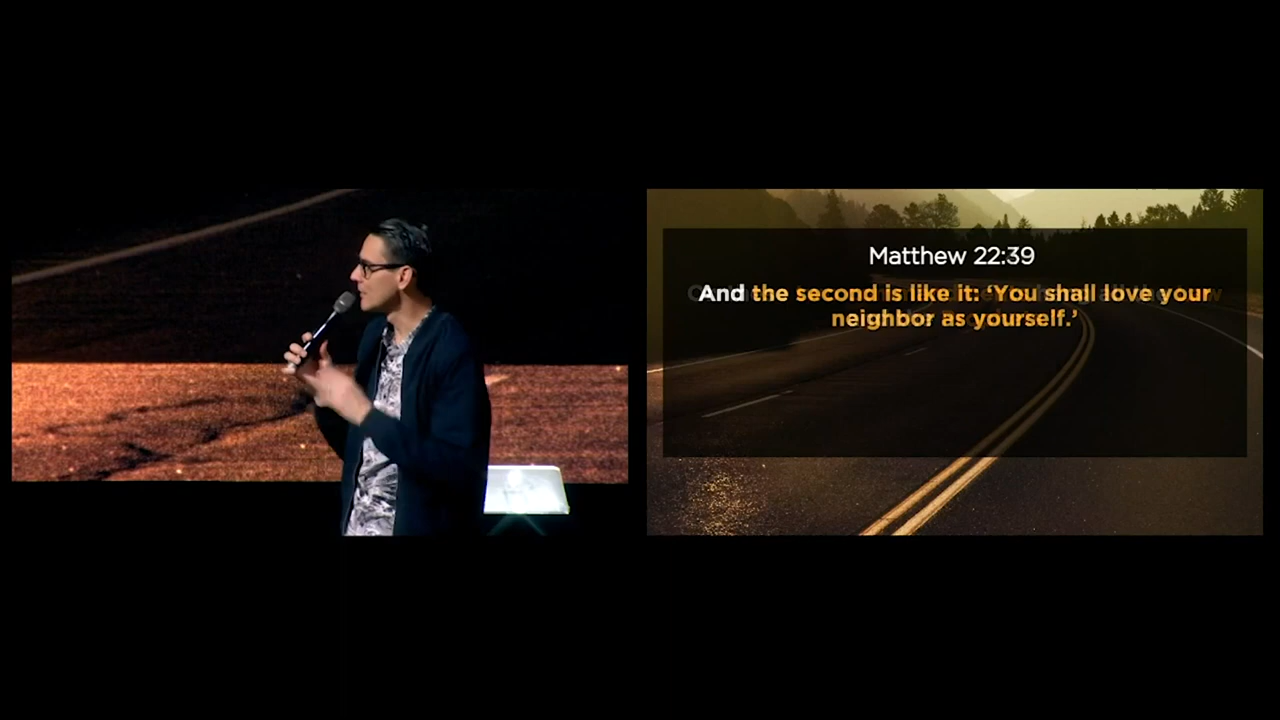 Matthew 22:39
And the second is like it: ‘You shall love your
neighbor as yourself.’